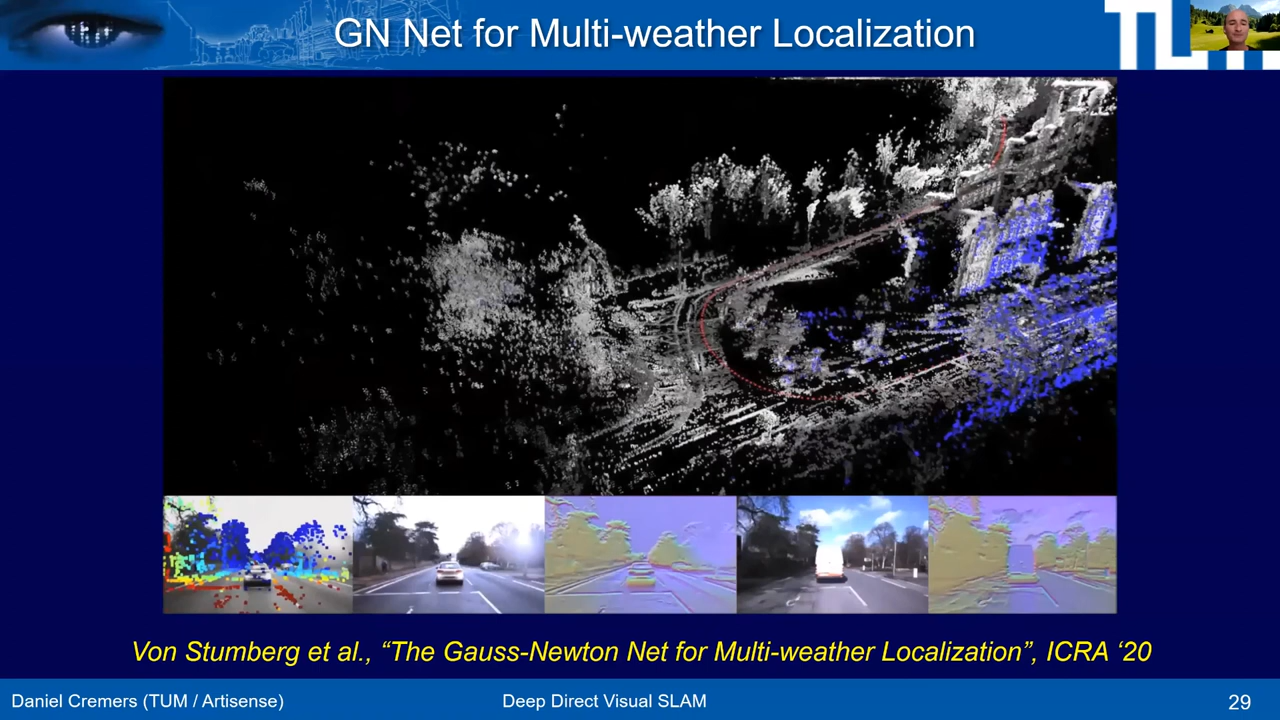 GN Net for Multi-weather Localization
Von Stumberg et al., “The Gauss-Newton Net for Multi-weather Localization”, ICRA ‘20
Daniel Cremers (TUM / Artisense)
Deep Direct Visual SLAM
29